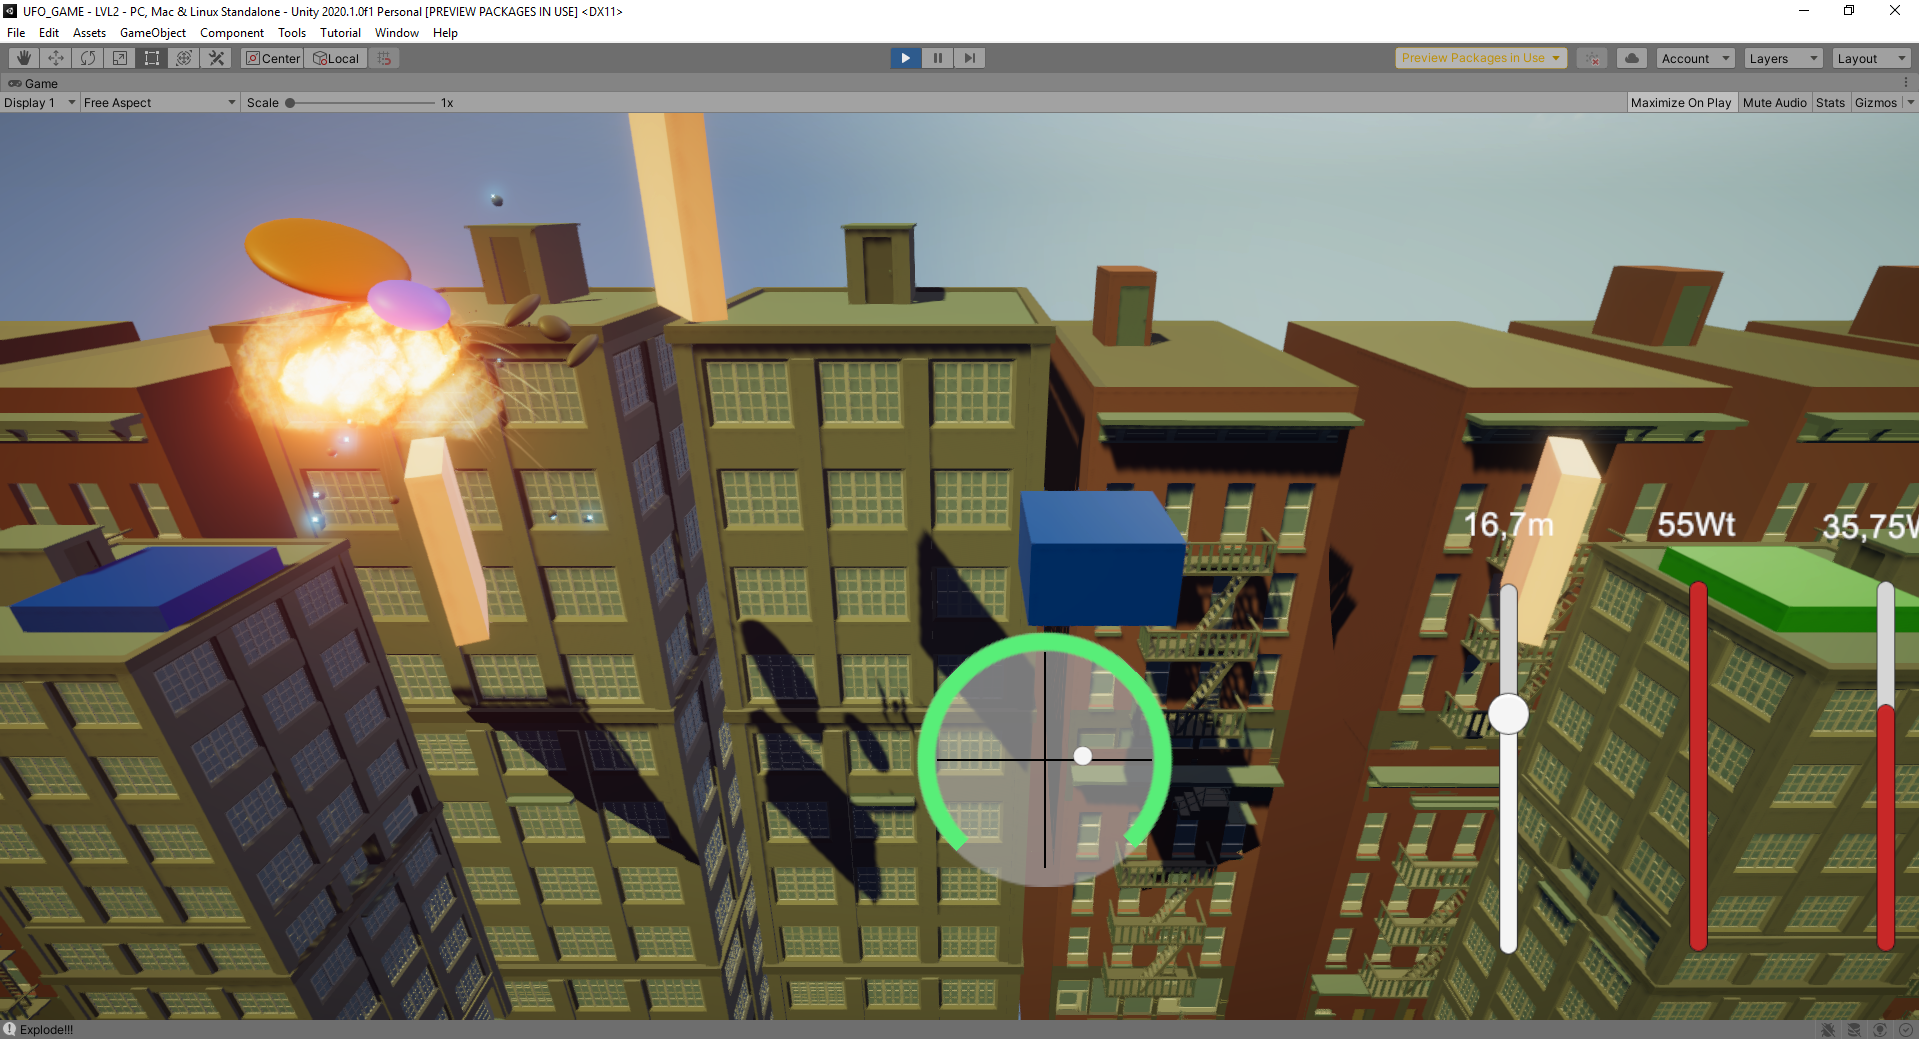 UFO_GAME - LVL2 - PC, Mac & Linux Standalone - Unity 2020.1.0f1 Personal [PREVIEW PACKAGES IN USE] <DX11>
File Edit Assets GameObject Component Tools Tutorial Window Help
Center Local Preview Packages in Use Account Layers Layout
Game
Display 1 Free Aspect Scale 1x Maximize On Play Mute Audio Stats Gizmos
16,7m 55Wt 35,75W
Explode!!!